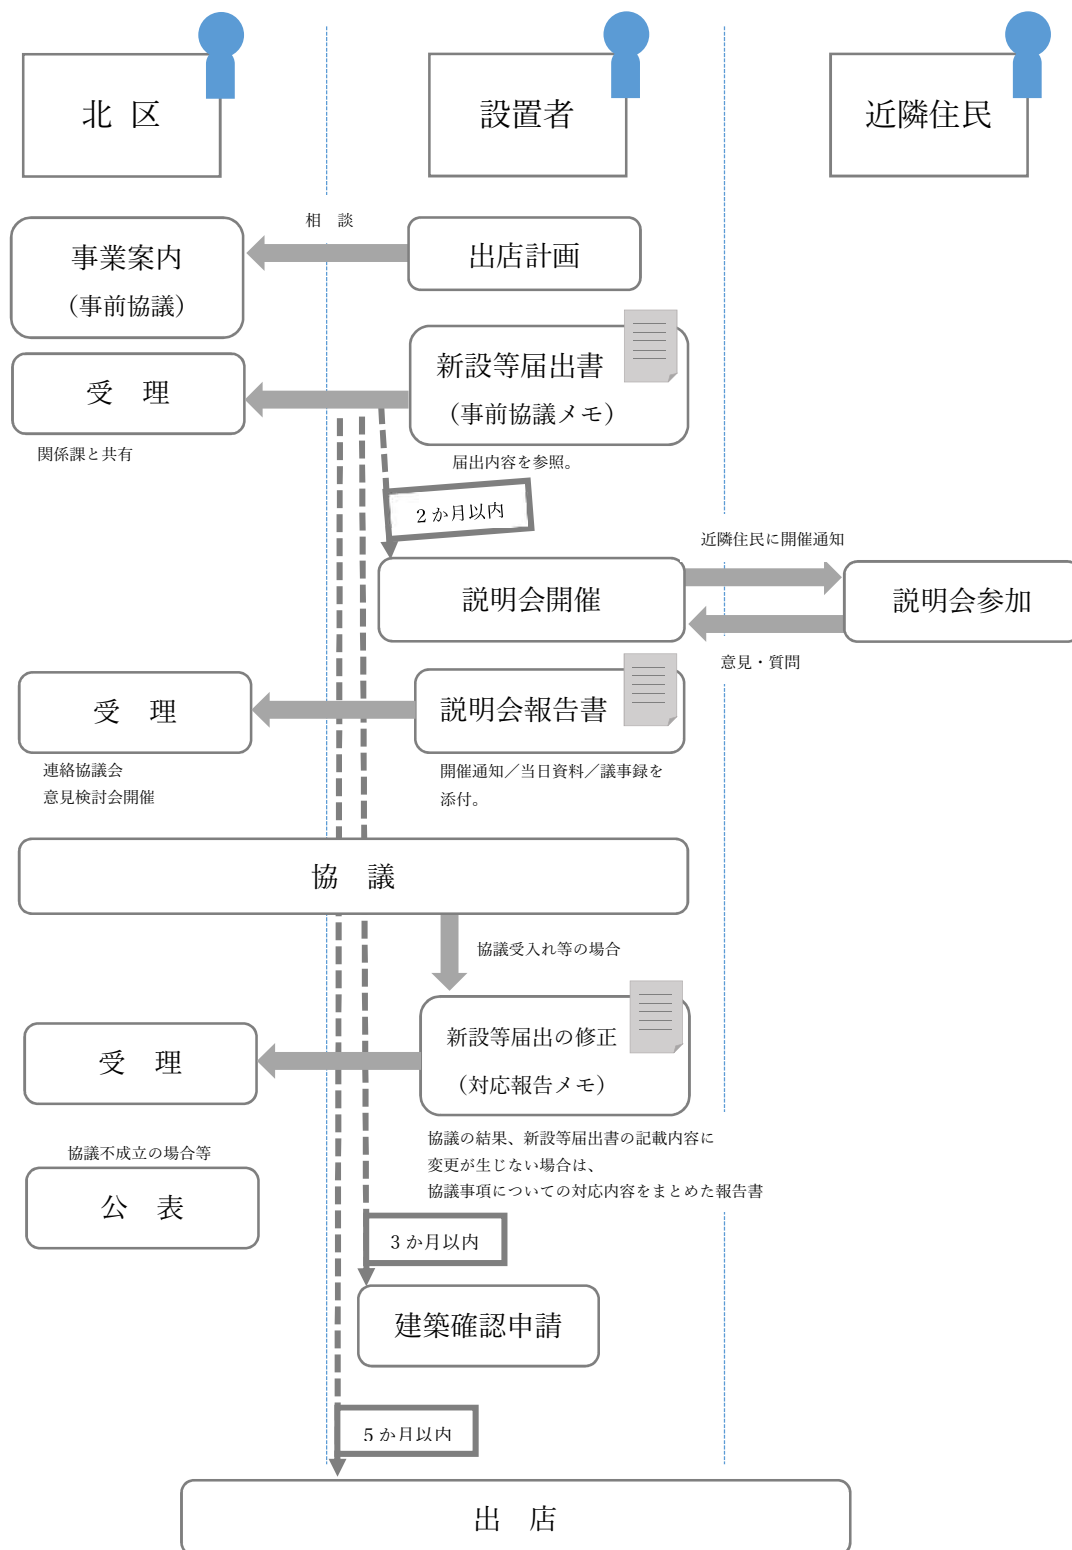 北 区
設置者
近隣住民
相 談
事業案内
（事前協議）
出店計画
受 理
関係課と共有
新設等届出書
（事前協議メモ）
届出内容を参照。
２か月以内
近隣住民に開催通知
説明会開催
説明会参加
意見・質問
受 理
連絡協議会
意見検討会開催
説明会報告書
開催通知／当日資料／議事録を
添付。
協 議
協議受入れ等の場合
受 理
新設等届出の修正
（対応報告メモ）
協議の結果、新設等届出書の記載内容に
変更が生じない場合は、
協議事項についての対応内容をまとめた報告書
協議不成立の場合等
公 表
３か月以内
建築確認申請
５か月以内
出 店